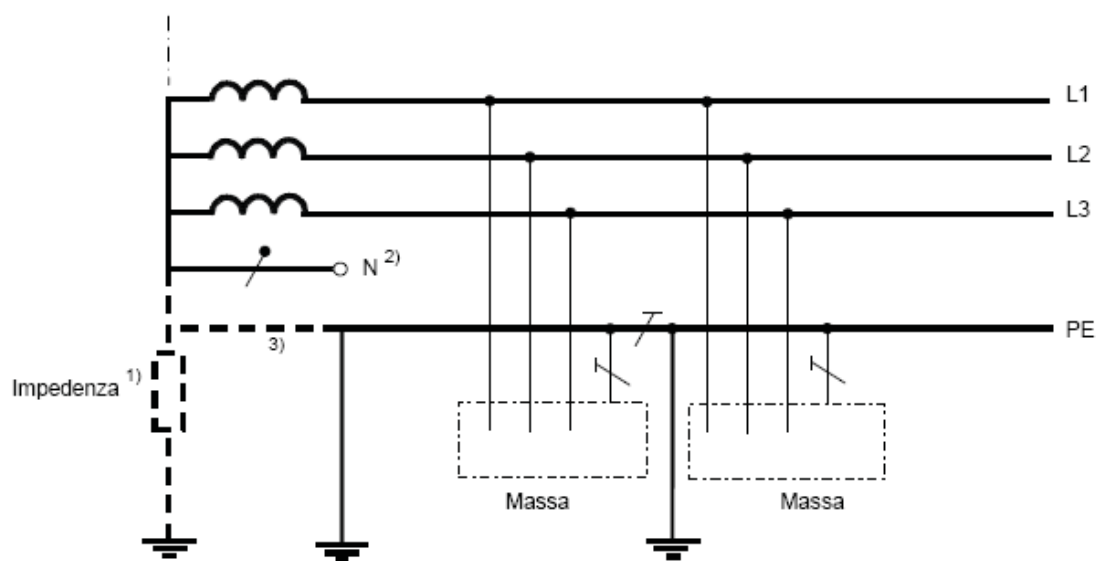 L1
L2
L3
N 2)
PE
3)
Impedenza 1)
Massa
Massa